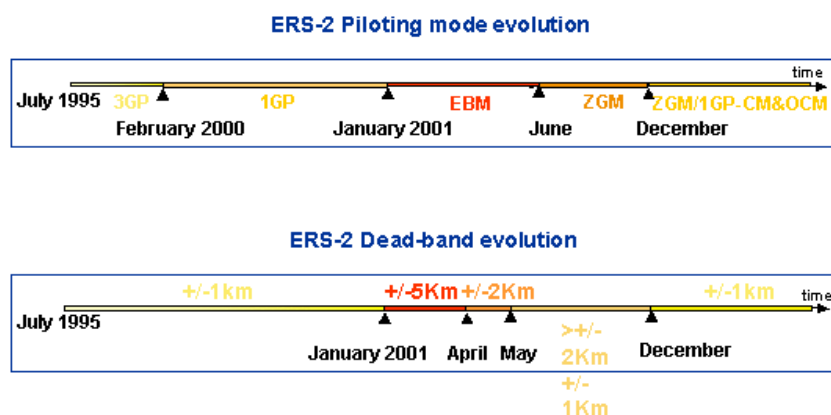 ERS-2 Piloting mode evolution
time
July 1995 3GP 1GP EBM ZGM ZGM/1GP-CM&OCM
February 2000 January 2001 June December
ERS-2 Dead-band evolution
+/-1km +/-5Km +/-2Km +/-1km
time
July 1995
January 2001 April May December
>+/-
2Km
+/-
1Km